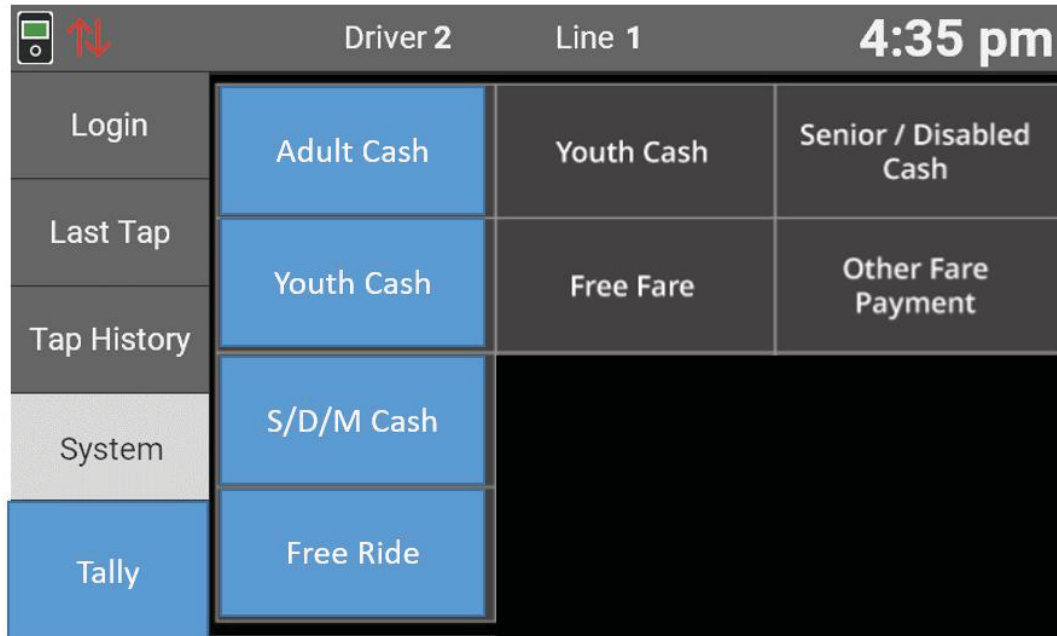 Driver 2 Line 1 4:35 pm
Login
Last Tap
Tap History
System
Tally
Adult Cash
Youth Cash
Senior / Disabled
Cash
Youth Cash
Free Fare
Other Fare
Payment
S/D/M Cash
Free Ride